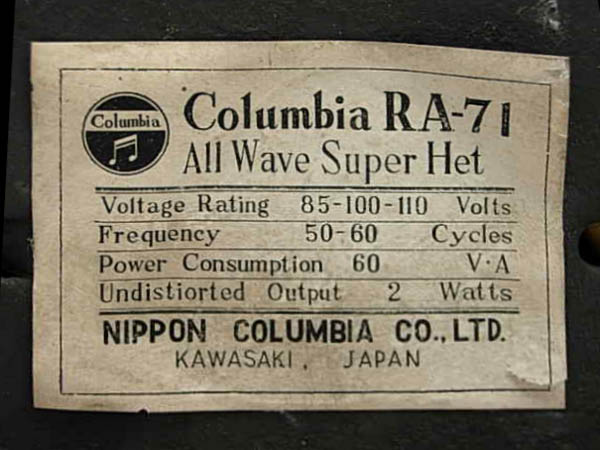 Columbia
Columbia RA-71
All Wave Super Het
Voltage Rating 85-100-110 Volts
Frequency 50-60 Cycles
Power Consumption 60 V·A
Undistiorted Output 2 Watts
NIPPON COLUMBIA CO., LTD.
KAWASAKI, JAPAN